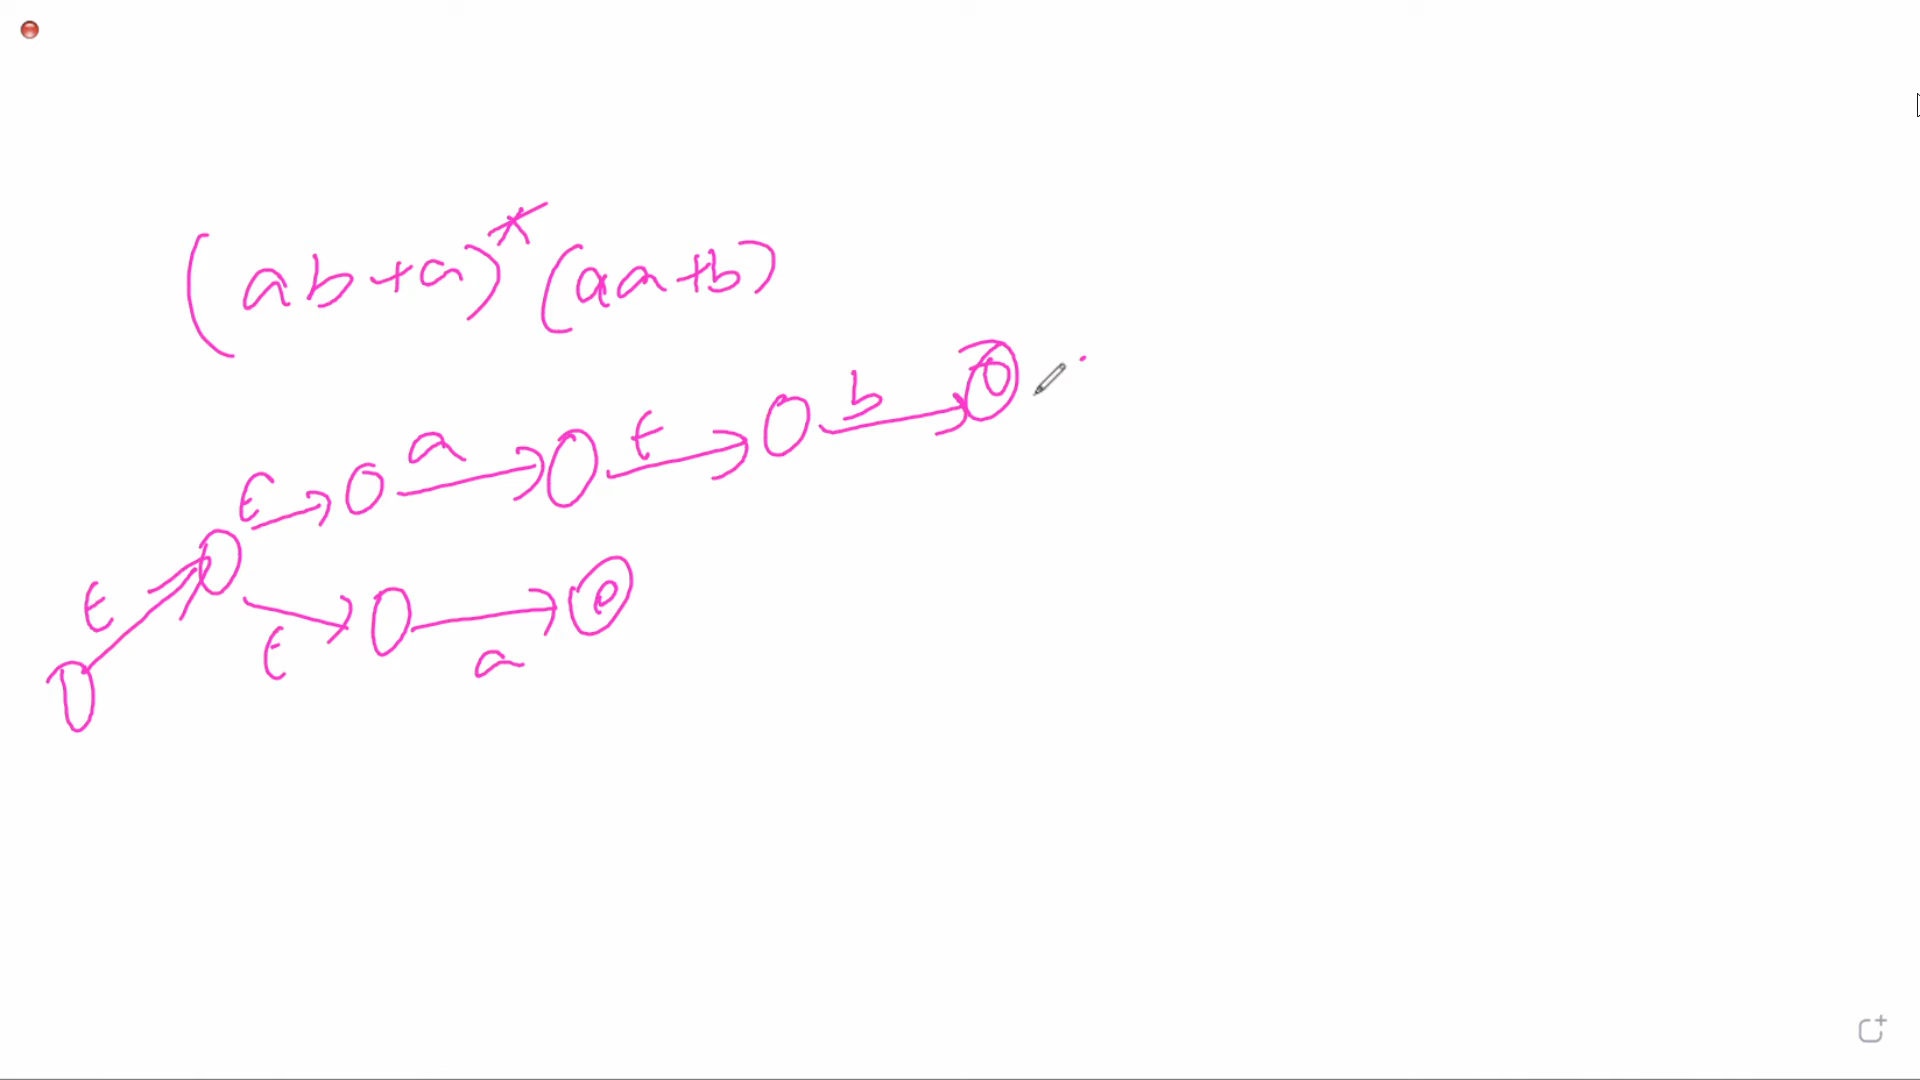 (ab+a)* (aa+b)
ε a ε b
ε
ε a